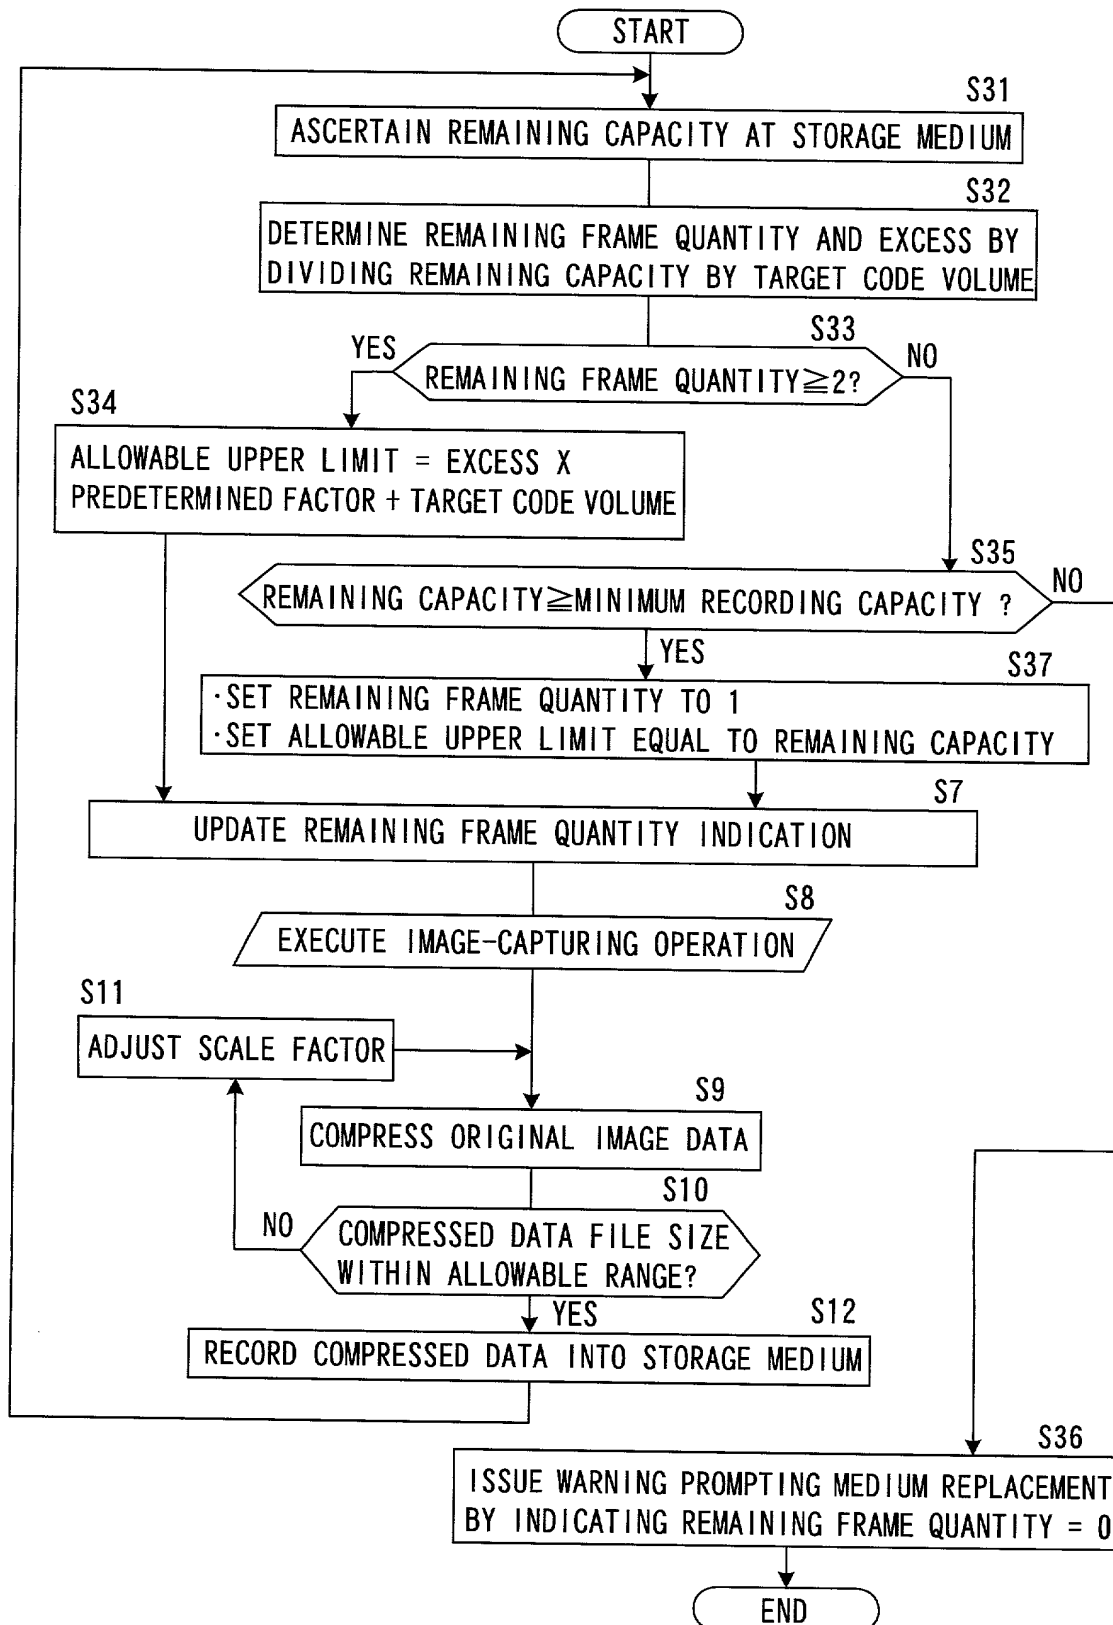 START
S31
ASCERTAIN REMAINING CAPACITY AT STORAGE MEDIUM
S32
DETERMINE REMAINING FRAME QUANTITY AND EXCESS BY
DIVIDING REMAINING CAPACITY BY TARGET CODE VOLUME
S33
YES
NO
REMAINING FRAME QUANTITY≧2?
S34
ALLOWABLE UPPER LIMIT = EXCESS X
PREDETERMINED FACTOR + TARGET CODE VOLUME
S35
NO
REMAINING CAPACITY≧MINIMUM RECORDING CAPACITY ?
YES
S37
·SET REMAINING FRAME QUANTITY TO 1
·SET ALLOWABLE UPPER LIMIT EQUAL TO REMAINING CAPACITY
S7
UPDATE REMAINING FRAME QUANTITY INDICATION
S8
EXECUTE IMAGE-CAPTURING OPERATION
S11
ADJUST SCALE FACTOR
S9
COMPRESS ORIGINAL IMAGE DATA
S10
NO
COMPRESSED DATA FILE SIZE
WITHIN ALLOWABLE RANGE?
YES
S12
RECORD COMPRESSED DATA INTO STORAGE MEDIUM
S36
ISSUE WARNING PROMPTING MEDIUM REPLACEMENT
BY INDICATING REMAINING FRAME QUANTITY = 0
END